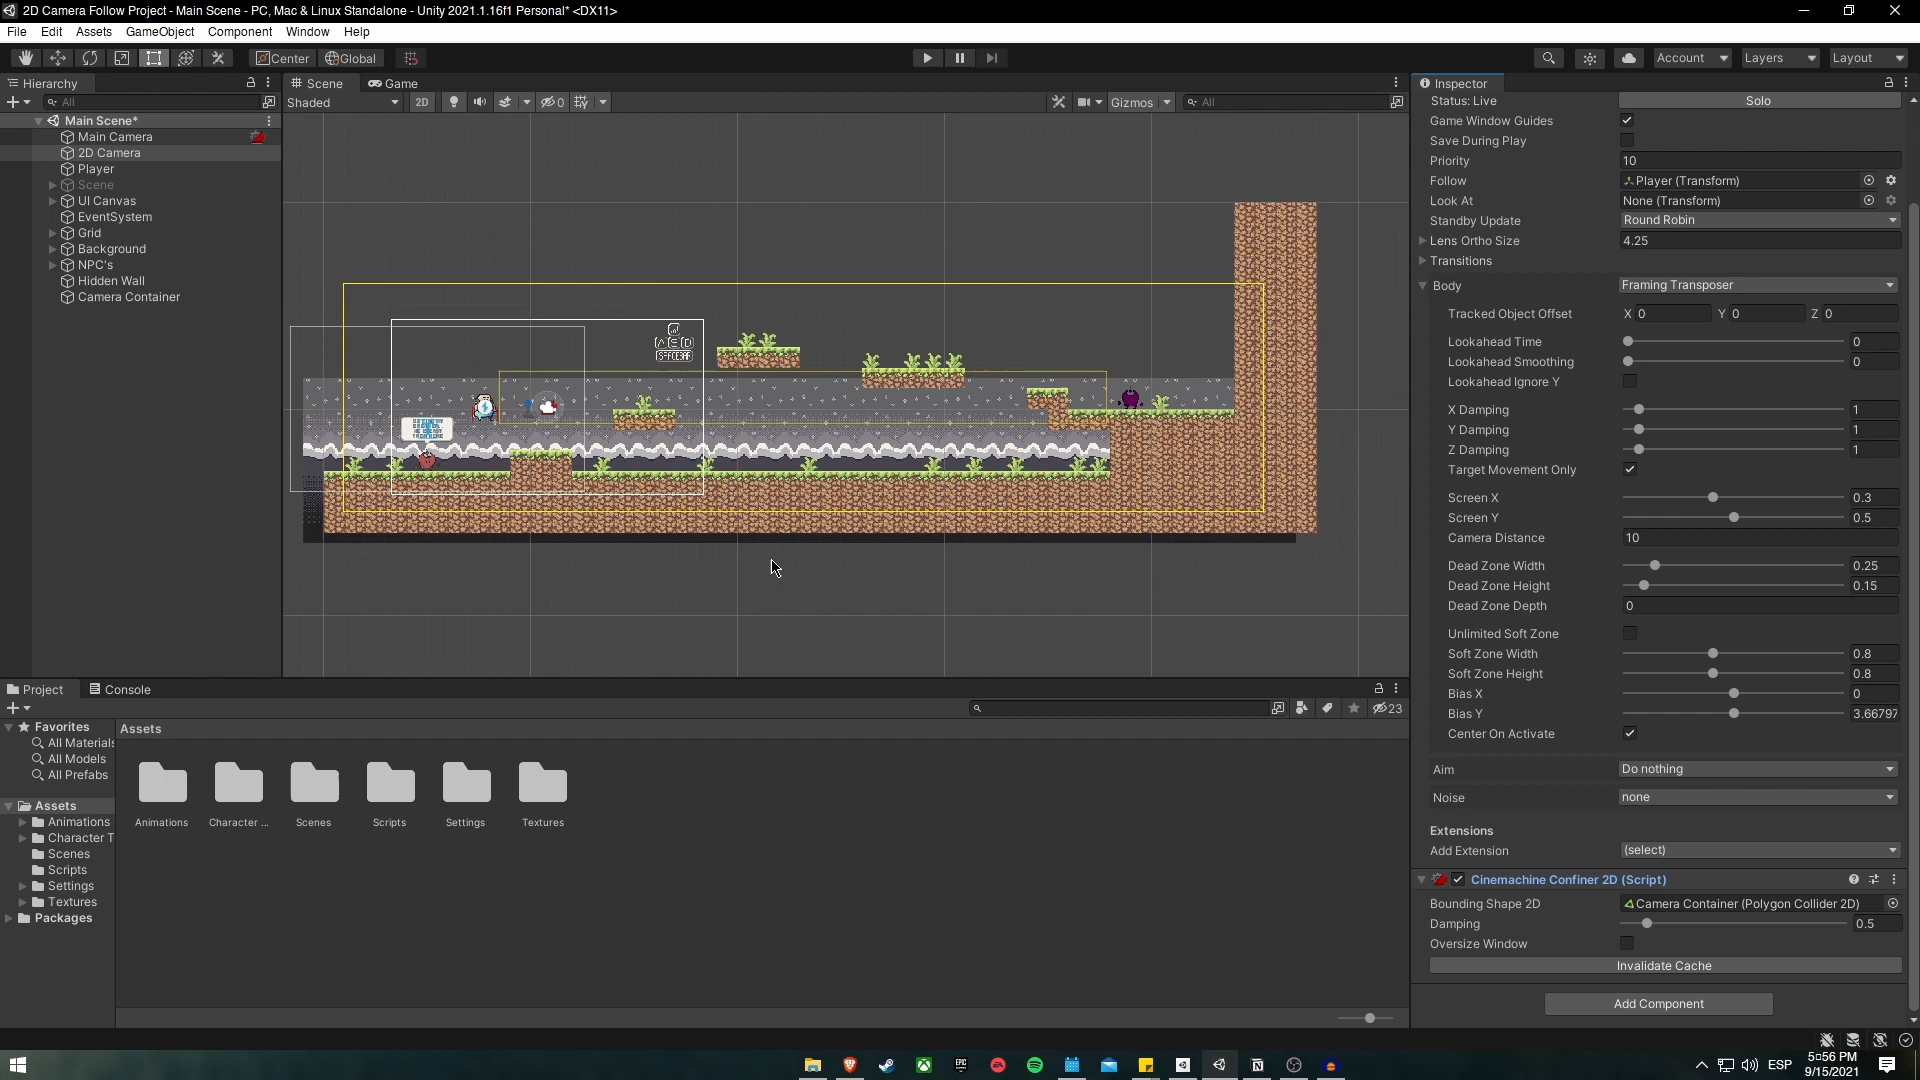 2D Camera Follow Project - Main Scene - PC, Mac & Linux Standalone - Unity 2021.1.16f1 Personal* <DX11>
File Edit Assets GameObject Component Window Help
Center Global Account Layers Layout
Hierarchy
All
Main Scene*
Main Camera
2D Camera
Player
Scene
UI Canvas
EventSystem
Grid
Background
NPC's
Hidden Wall
Camera Container
Scene Game
Shaded 2D 0 Gizmos All
Inspector
Status: Live Solo
Game Window Guides
Save During Play
Priority 10
Follow Player (Transform)
Look At None (Transform)
Standby Update Round Robin
Lens Ortho Size 4.25
Transitions
Body Framing Transposer
Tracked Object Offset X 0 Y 0 Z 0
Lookahead Time 0
Lookahead Smoothing 0
Lookahead Ignore Y
X Damping 1
Y Damping 1
Z Damping 1
Target Movement Only
Screen X 0.3
Screen Y 0.5
Camera Distance 10
Dead Zone Width 0.25
Dead Zone Height 0.15
Dead Zone Depth 0
Unlimited Soft Zone
Soft Zone Width 0.8
Soft Zone Height 0.8
Bias X 0
Bias Y 3.66797
Center On Activate
Aim Do nothing
Noise none
Extensions
Add Extension (select)
Cinemachine Confiner 2D (Script)
Bounding Shape 2D Camera Container (Polygon Collider 2D)
Damping 0.5
Oversize Window
Invalidate Cache
Add Component
Project Console
23
Favorites
All Materials
All Models
All Prefabs
Assets
Animations
Character T
Scenes
Scripts
Settings
Textures
Packages
Assets
Animations Character ... Scenes Scripts Settings Textures
ESP 5:56 PM
9/15/2021